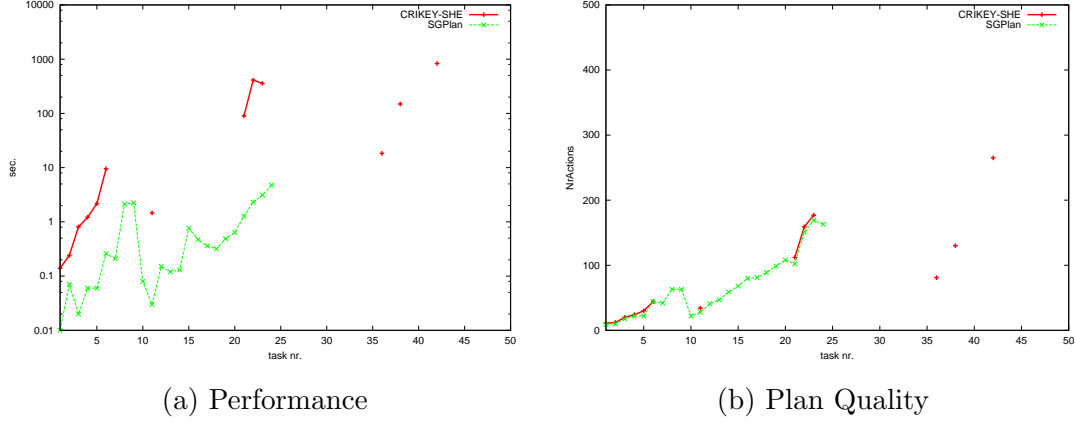 10000
1000
100
10
1
0.1
0.01
sec.
0 5 10 15 20 25 30 35 40 45 50
task nr.
CRIKEY-SHE
SGPlan
(a) Performance
500
400
300
200
100
0
NrActions
5 10 15 20 25 30 35 40 45 50
task nr.
CRIKEY-SHE
SGPlan
(b) Plan Quality